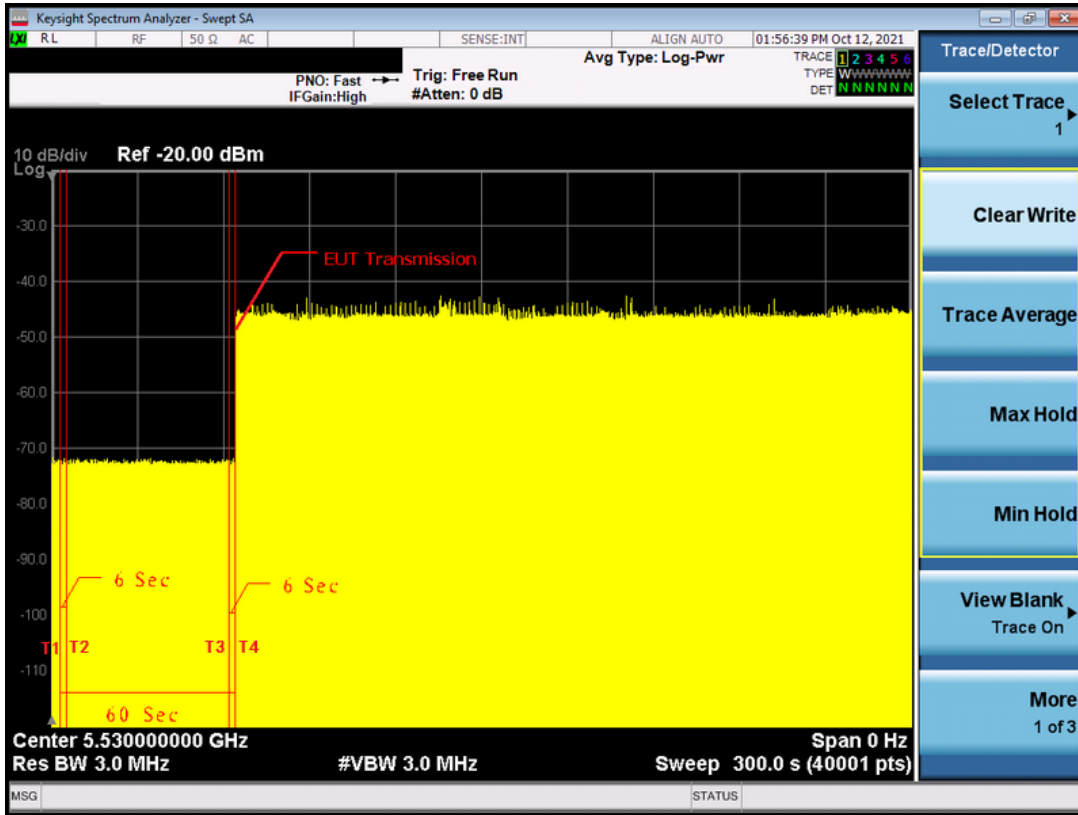 Keysight Spectrum Analyzer - Swept SA
LXI RL RF 50 Ω AC SENSE:INT ALIGN AUTO 01:56:39 PM Oct 12, 2021
Avg Type: Log-Pwr
TRACE 1 2 3 4 5 6
PNO: Fast Trig: Free Run
TYPE WWWWWW
IFGain:High #Atten: 0 dB
DET N N N N N N
10 dB/div Ref -20.00 dBm
Log
-30.0
EUT Transmission
-40.0
-50.0
-60.0
-70.0
-80.0
-90.0
6 Sec 6 Sec
-100
T1 T2 T3 T4
-110
60 Sec
Center 5.530000000 GHz Span 0 Hz
Res BW 3.0 MHz #VBW 3.0 MHz Sweep 300.0 s (40001 pts)
MSG STATUS
Trace/Detector
Select Trace
1
Clear Write
Trace Average
Max Hold
Min Hold
View Blank
Trace On
More
1 of 3